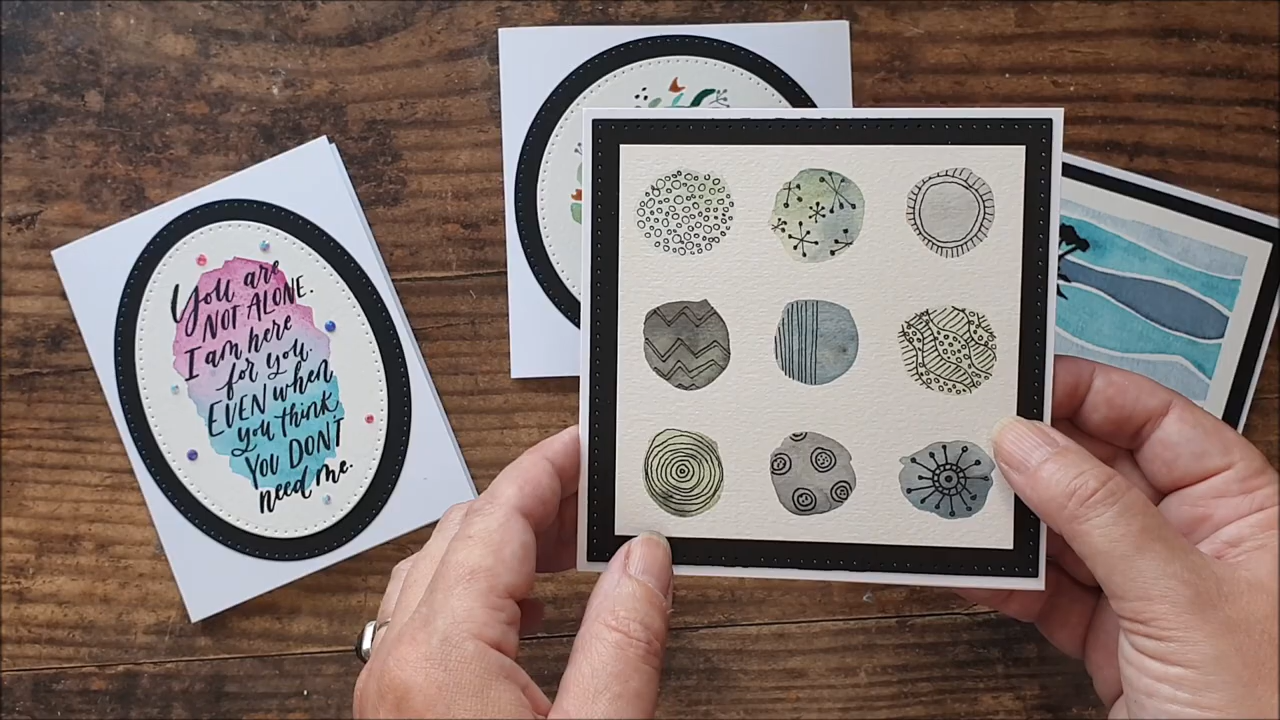 You are
NOT ALONE.
I am here
for you.
EVEN when
you think
YOU DON'T
need me.